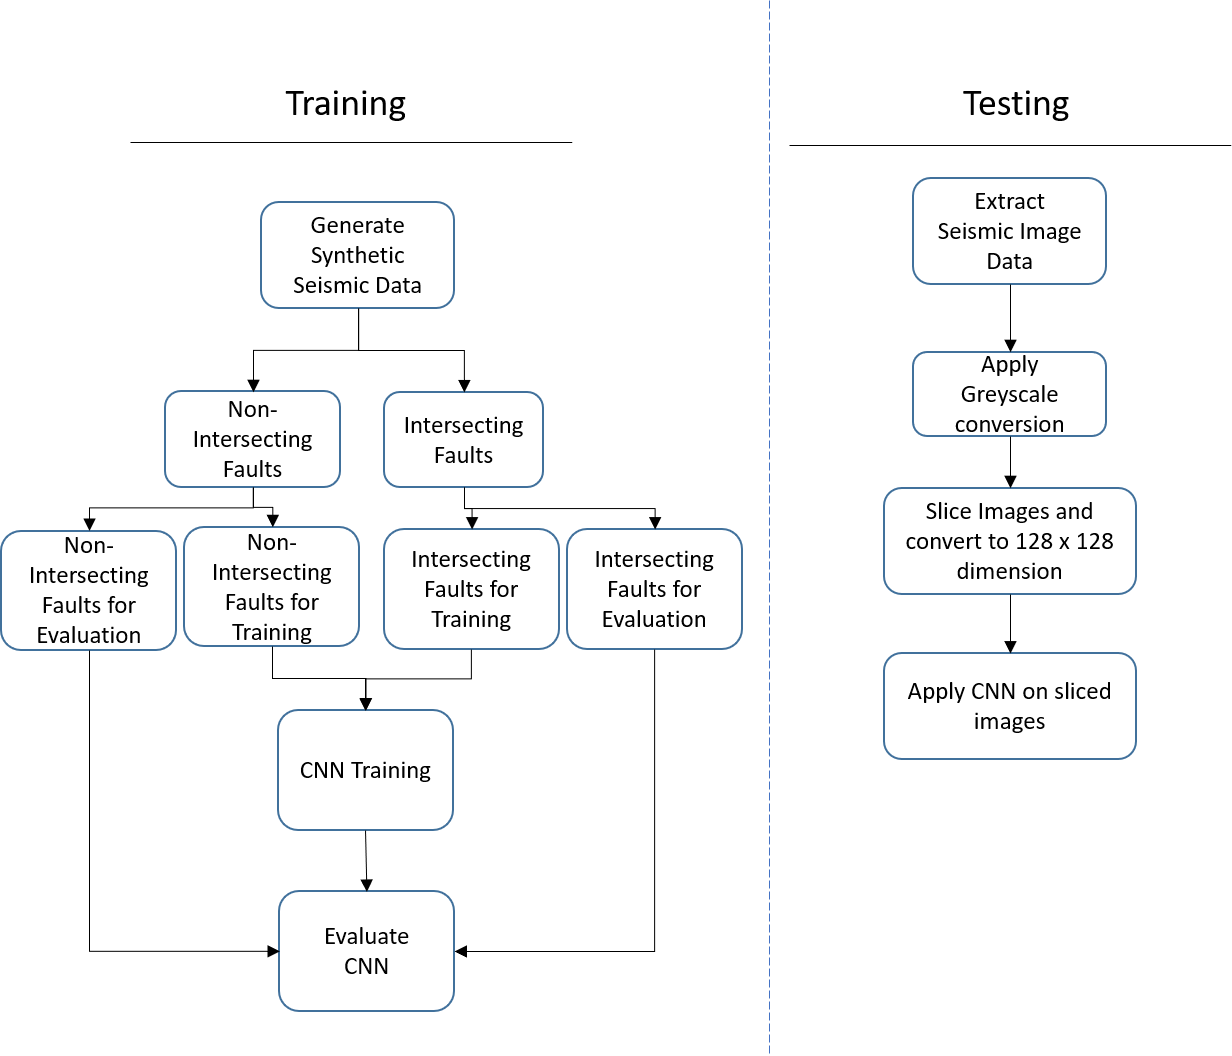 Training
Generate
Synthetic
Seismic Data
Non-
Intersecting
Faults
Intersecting
Faults
Non-
Intersecting
Faults for
Evaluation
Non-
Intersecting
Faults for
Training
Intersecting
Faults for
Training
Intersecting
Faults for
Evaluation
CNN Training
Evaluate
CNN
Testing
Extract
Seismic Image
Data
Apply
Greyscale
conversion
Slice Images and
convert to 128 x 128
dimension
Apply CNN on sliced
images